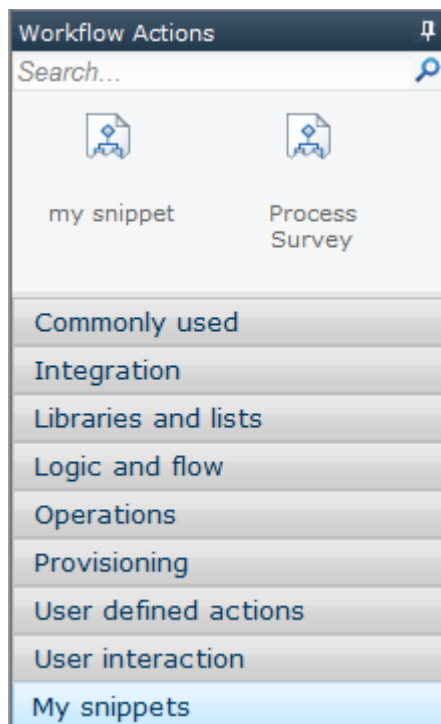 Workflow Actions
Search...
my snippet
Process
Survey
Commonly used
Integration
Libraries and lists
Logic and flow
Operations
Provisioning
User defined actions
User interaction
My snippets